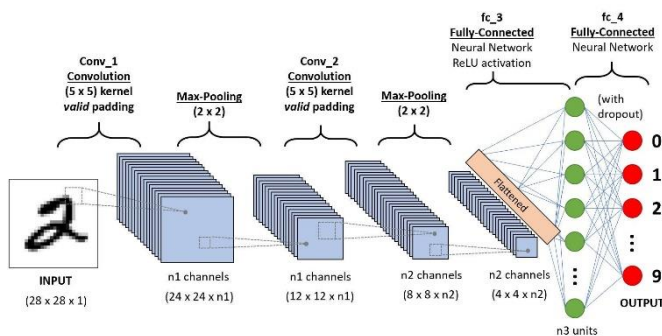 fc_3
Fully-Connected
Neural Network
ReLU activation
fc_4
Fully-Connected
Neural Network
Conv_1
Convolution
(5 x 5) kernel
valid padding
Max-Pooling
(2 x 2)
Conv_2
Convolution
(5 x 5) kernel
valid padding
Max-Pooling
(2 x 2)
(with
dropout)
Flattened
2
0
1
2
9
INPUT
(28 x 28 x 1)
n1 channels
(24 x 24 x n1)
n1 channels
(12 x 12 x n1)
n2 channels
(8 x 8 x n2)
n2 channels
(4 x 4 x n2)
OUTPUT
n3 units